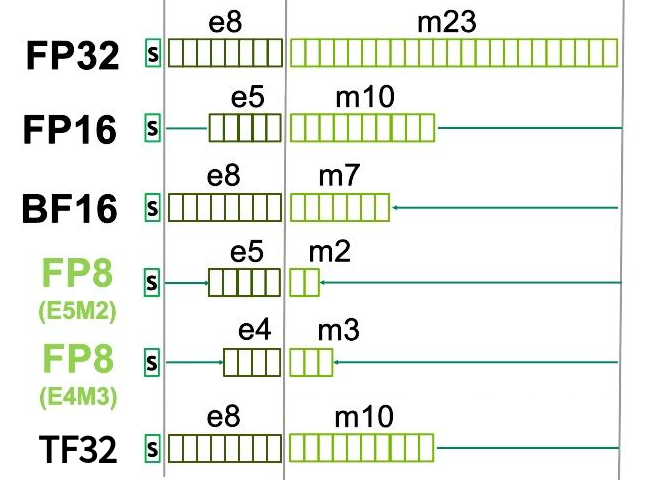 e8 m23
FP32 S
e5 m10
FP16 S
e8 m7
BF16 S
e5 m2
FP8 S
(E5M2)
e4 m3
FP8 S
(E4M3)
e8 m10
TF32 S